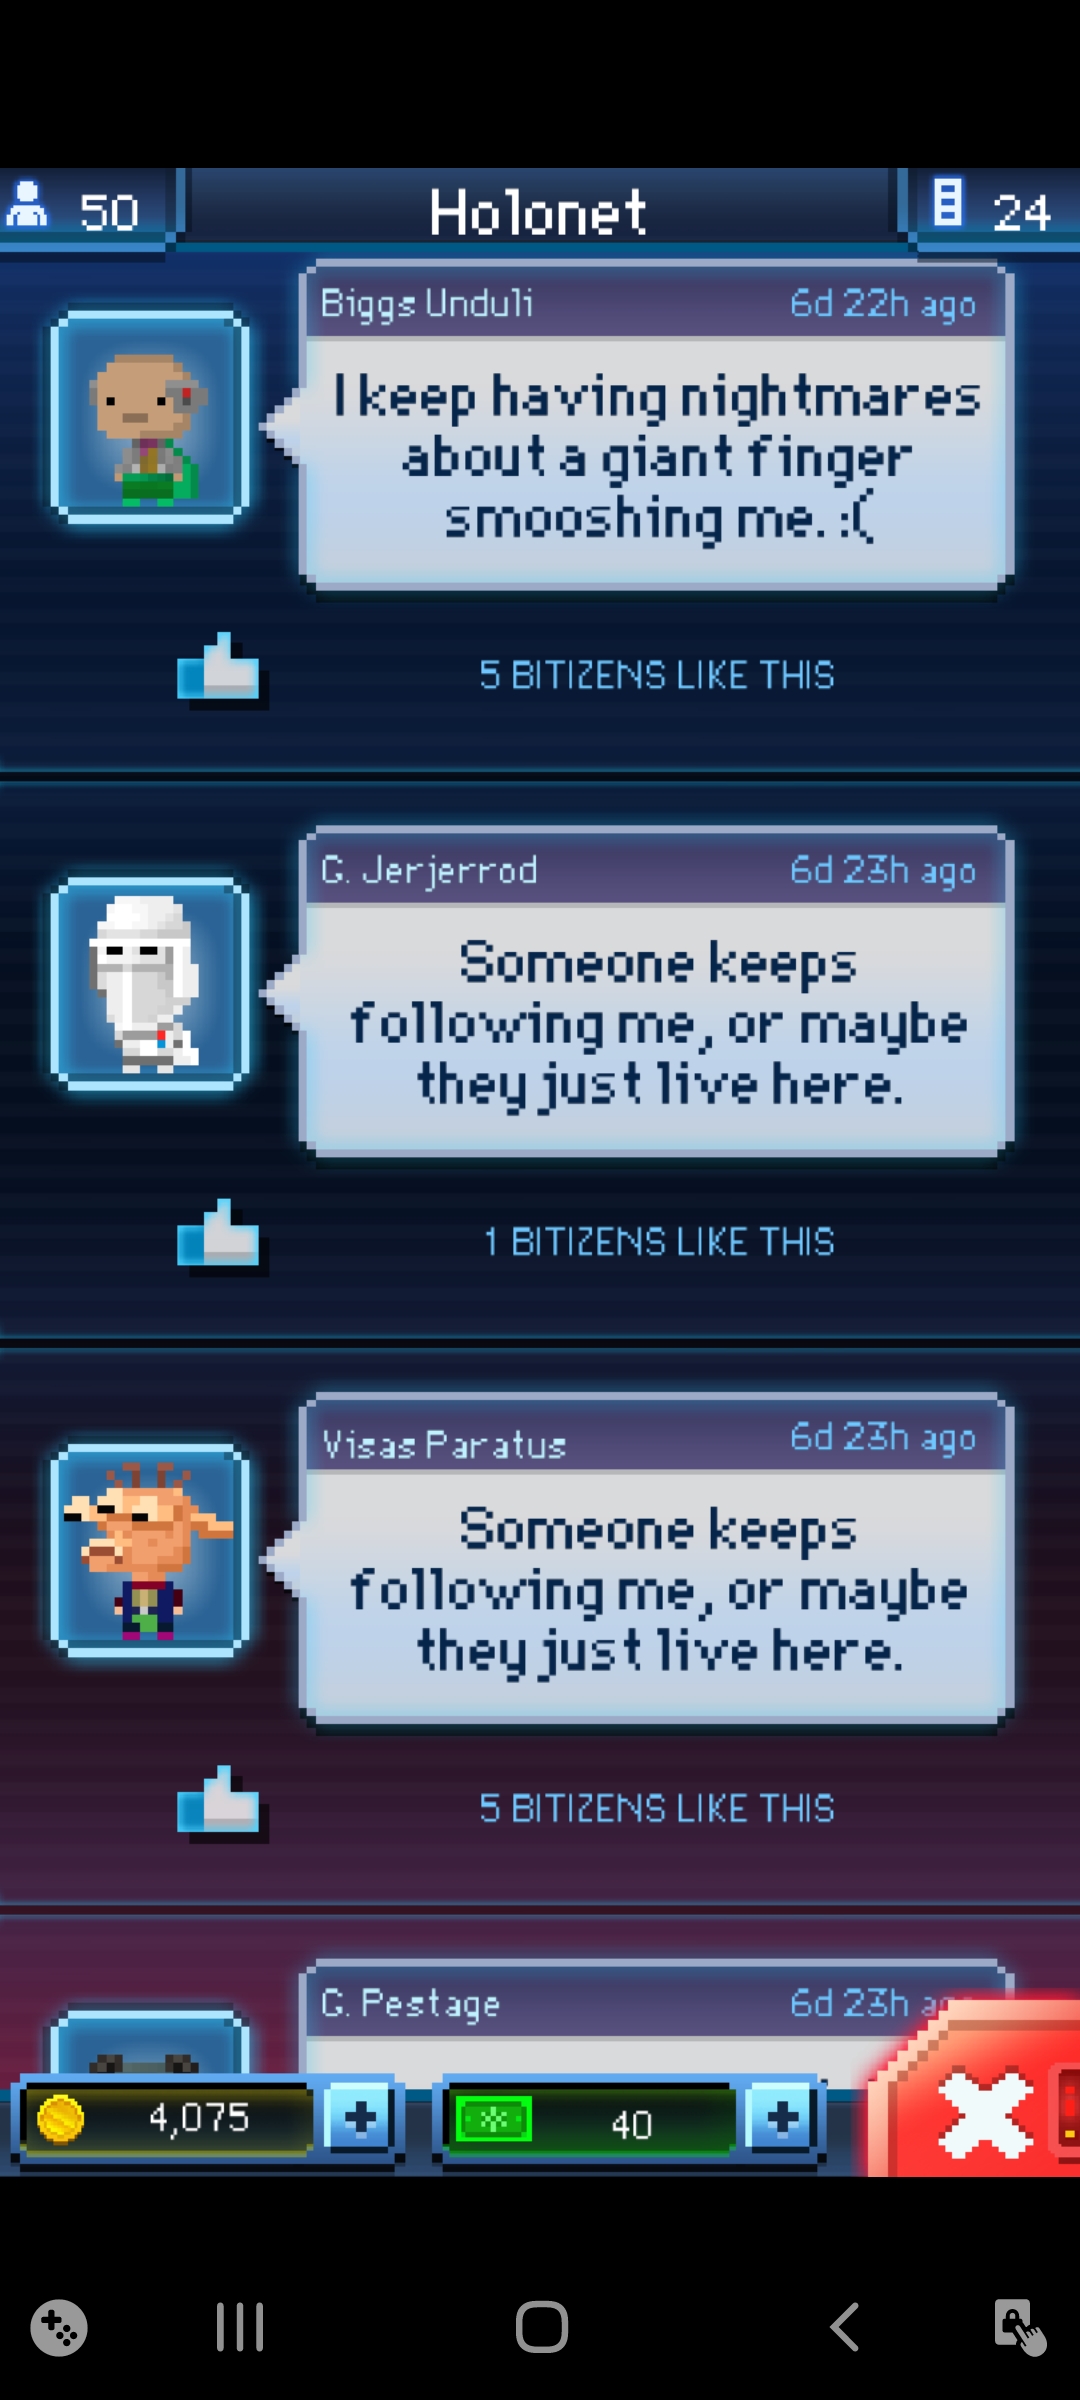 50
Holonet
24
Biggs Unduli
6d 22h ago
I keep having nightmares
about a giant finger
smooshing me. :(
5 BITIZENS LIKE THIS
G. Jerjerrod
6d 23h ago
Someone keeps
following me, or maybe
they just live here.
1 BITIZENS LIKE THIS
Visas Paratus
6d 23h ago
Someone keeps
following me, or maybe
they just live here.
5 BITIZENS LIKE THIS
G. Pestage
6d 23h ago
4,075
40